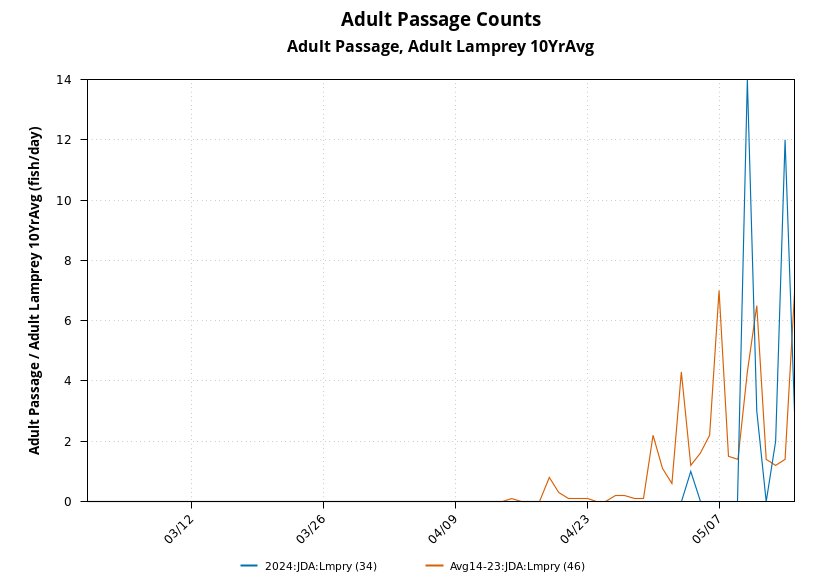 Adult Passage Counts
Adult Passage, Adult Lamprey 10YrAvg
Adult Passage / Adult Lamprey 10YrAvg (fish/day)
14
12
10
8
6
4
2
0
03/12 03/26 04/09 04/23 05/07
2024:JDA:Lmpry (34) Avg14-23:JDA:Lmpry (46)